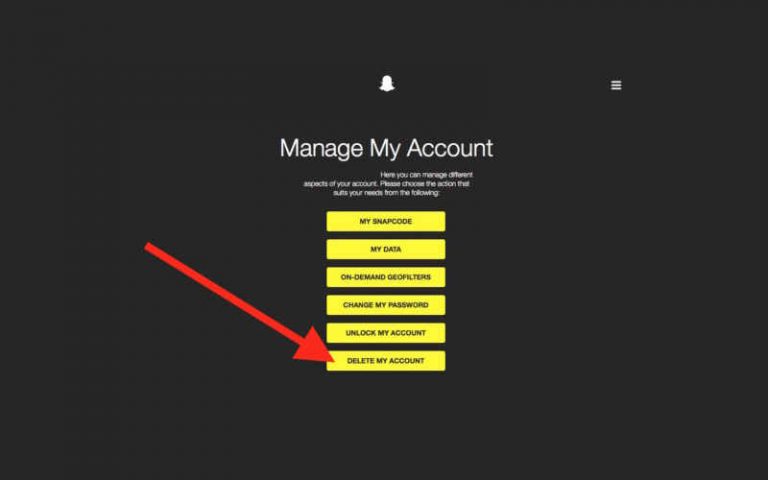 Manage My Account
Here you can manage different
aspects of your account. Please choose the action that
suits your needs from the following:
MY SNAPCODE
MY DATA
ON-DEMAND GEOFILTERS
CHANGE MY PASSWORD
UNLOCK MY ACCOUNT
DELETE MY ACCOUNT